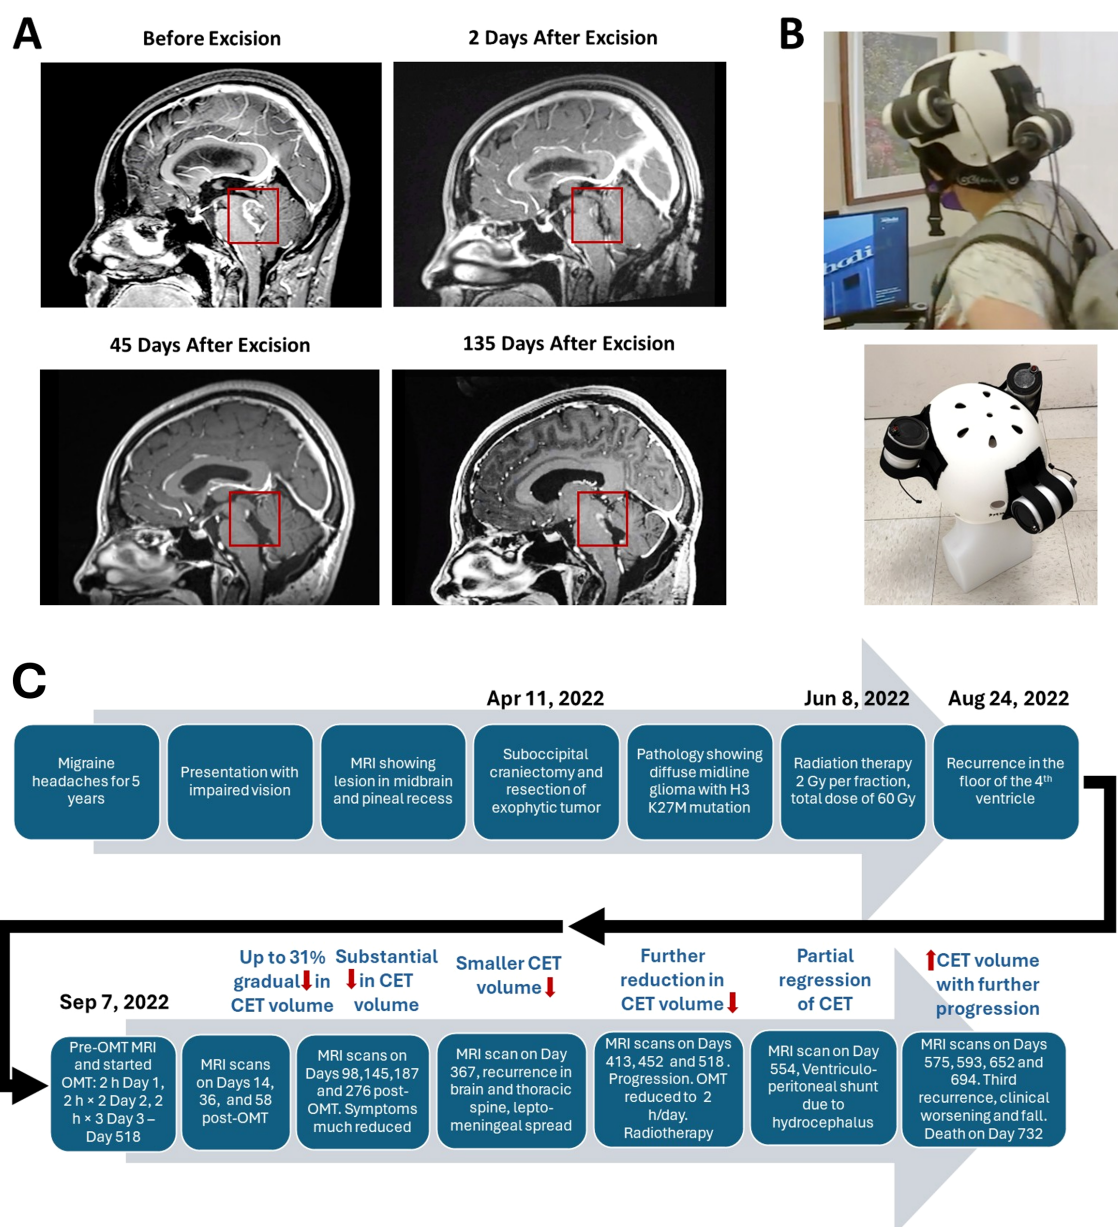 A
Before Excision
2 Days After Excision
45 Days After Excision
135 Days After Excision
B
bodi
C
Apr 11, 2022
Jun 8, 2022
Aug 24, 2022
Migraine
headaches for 5
years
Presentation with
impaired vision
MRI showing
lesion in midbrain
and pineal recess
Suboccipital
craniectomy and
resection of
exophytic tumor
Pathology showing
diffuse midline
glioma with H3
K27M mutation
Radiation therapy
2 Gy per fraction,
total dose of 60 Gy
Recurrence in the
floor of the 4th
ventricle
Sep 7, 2022
Up to 31%
gradual in
CET volume
Substantial
in CET
volume
Smaller CET
volume
Further
reduction in
CET volume
Partial
regression
of CET
CET volume
with further
progression
Pre-OMT MRI
and started
OMT: 2 h Day 1,
2 h × 2 Day 2, 2
h × 3 Day 3 –
Day 518
MRI scans
on Days 14,
36, and 58
post-OMT
MRI scans on
Days 98,145,187
and 276 post-
OMT. Symptoms
much reduced
MRI scan on Day
367, recurrence in
brain and thoracic
spine, lepto-
meningeal spread
MRI scans on Days
413, 452 and 518.
Progression. OMT
reduced to 2
h/day.
Radiotherapy
MRI scan on Day
554, Ventriculo-
peritoneal shunt
due to
hydrocephalus
MRI scans on Days
575,593, 652 and
694. Third
recurrence, clinical
worsening and fall.
Death on Day 732